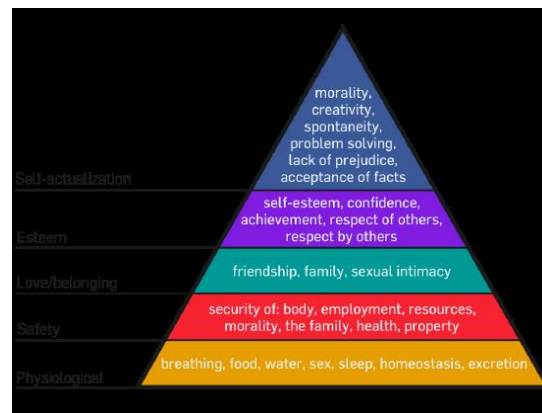 morality,
creativity,
spontaneity,
problem solving,
lack of prejudice,
acceptance of facts
Self-actualization
self-esteem, confidence,
achievement, respect of others,
respect by others
Esteem
friendship, family, sexual intimacy
Love/belonging
security of: body, employment, resources,
morality, the family, health, property
Safety
breathing, food, water, sex, sleep, homeostasis, excretion
Physiological